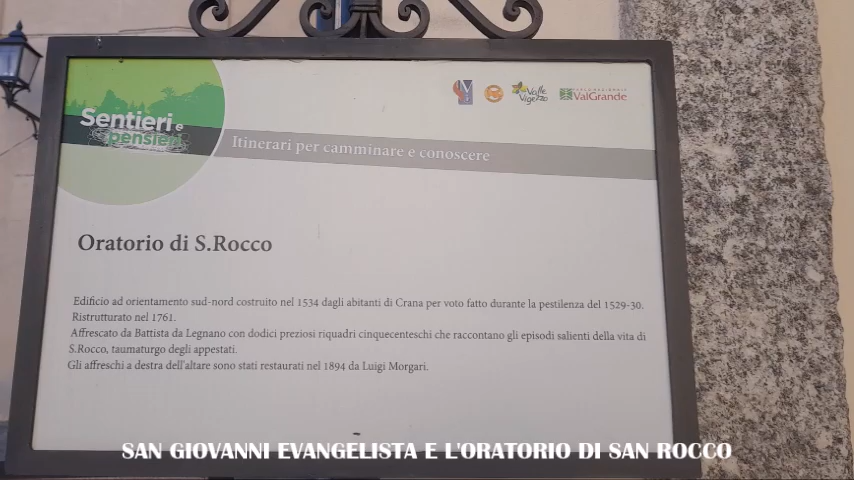 Sentieri e
pensieri
Valle
Vigezzo
ValGrande
Itinerari per camminare e conoscere
Oratorio di S.Rocco
Edificio ad orientamento sud-nord costruito nel 1534 dagli abitanti di Crana per voto fatto durante la pestilenza del 1529-30.
Ristrutturato nel 1761.
Affrescato da Battista da Legnano con dodici preziosi riquadri cinquecenteschi che raccontano gli episodi salienti della vita di
S.Rocco, taumaturgo degli appestati.
Gli affreschi a destra dell'altare sono stati restaurati nel 1894 da Luigi Morgari.
SAN GIOVANNI EVANGELISTA E L'ORATORIO DI SAN ROCCO